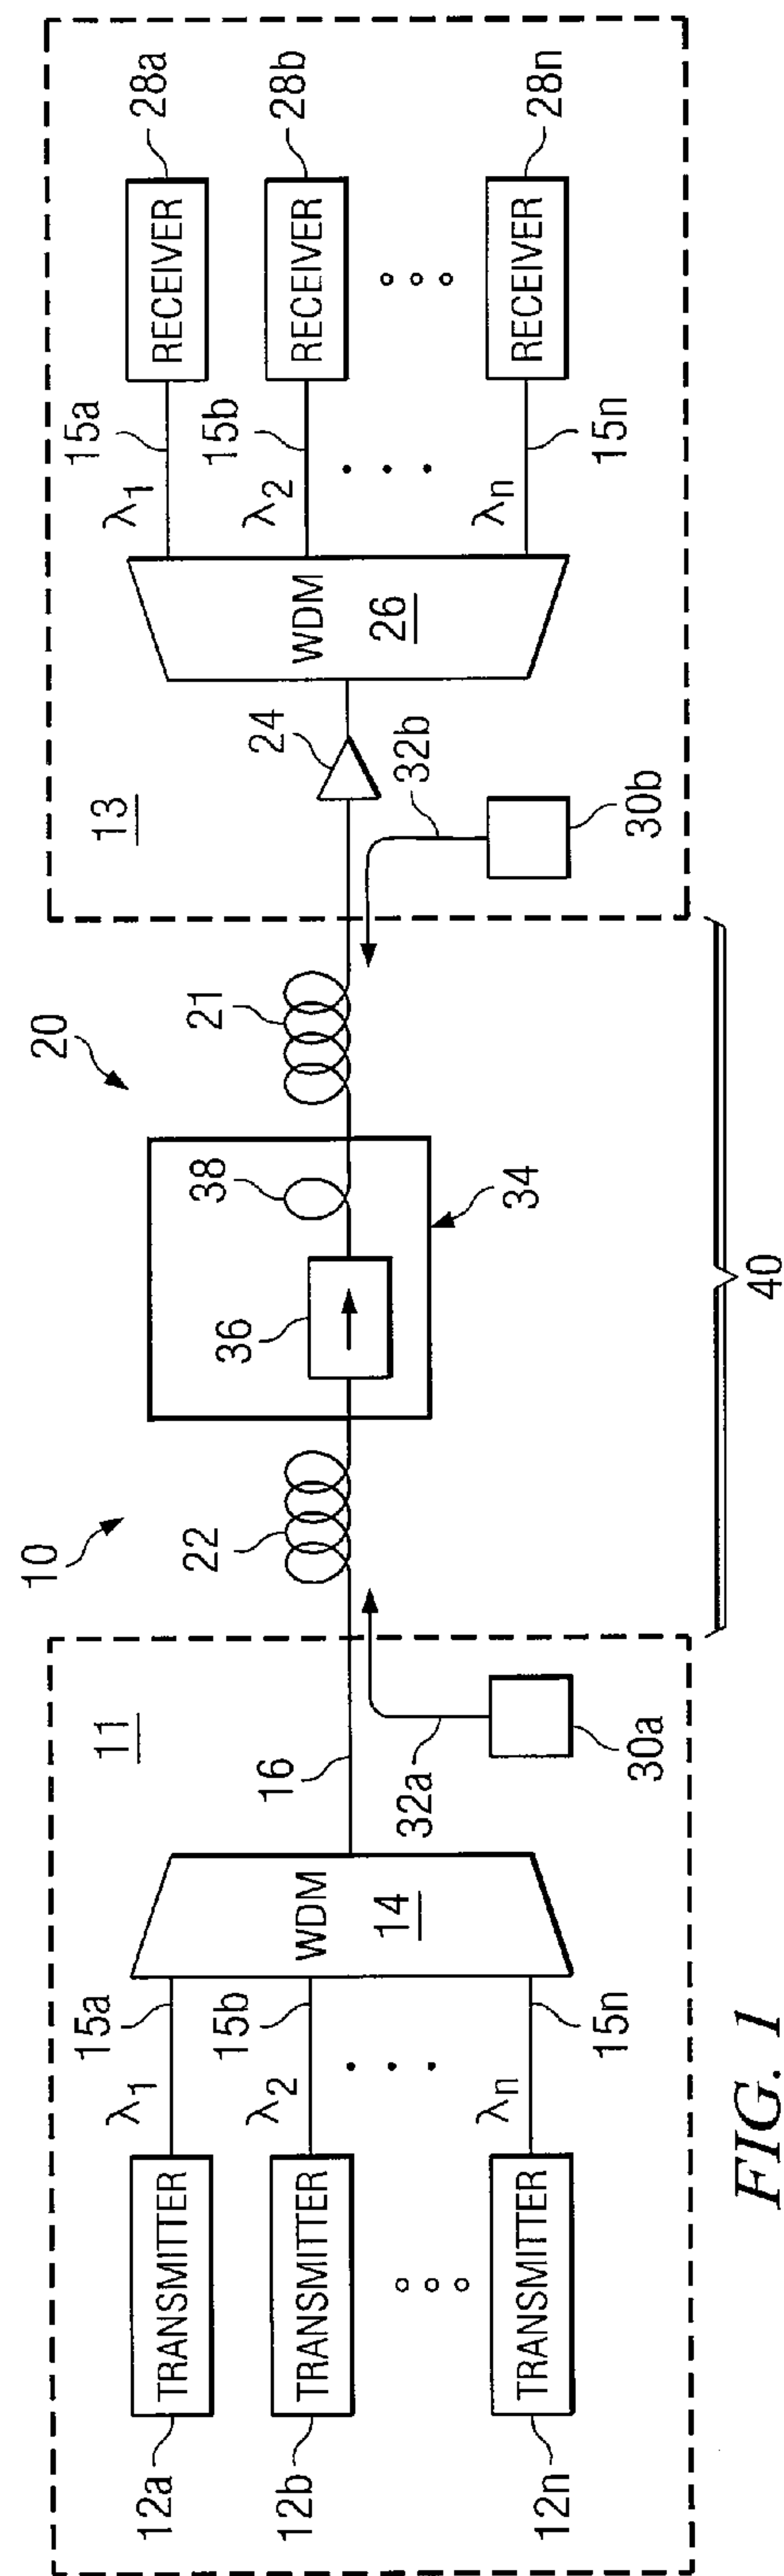 10
20
11
13
TRANSMITTER
12a
λ1
15a
TRANSMITTER
12b
λ2
15b
TRANSMITTER
12n
λn
15n
WDM
14
16
32a
30a
22
36
38
34
21
40
32b
30b
24
WDM
26
λ1
15a
RECEIVER
28a
λ2
15b
RECEIVER
28b
λn
15n
RECEIVER
28n
FIG. 1